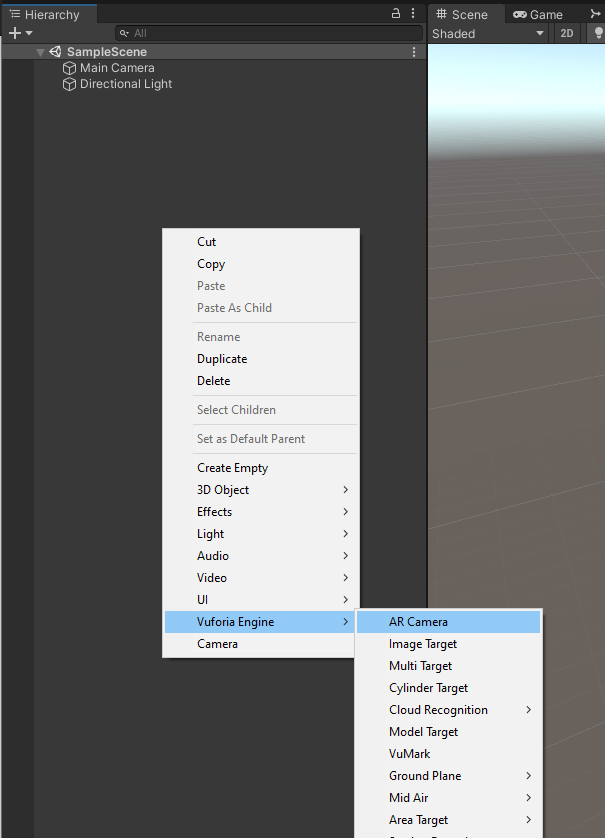 Hierarchy
Scene
Game
All
Shaded
2D
SampleScene
Main Camera
Directional Light
Cut
Copy
Paste
Paste As Child
Rename
Duplicate
Delete
Select Children
Set as Default Parent
Create Empty
3D Object
Effects
Light
Audio
Video
UI
Vuforia Engine
Camera
AR Camera
Image Target
Multi Target
Cylinder Target
Cloud Recognition
Model Target
VuMark
Ground Plane
Mid Air
Area Target